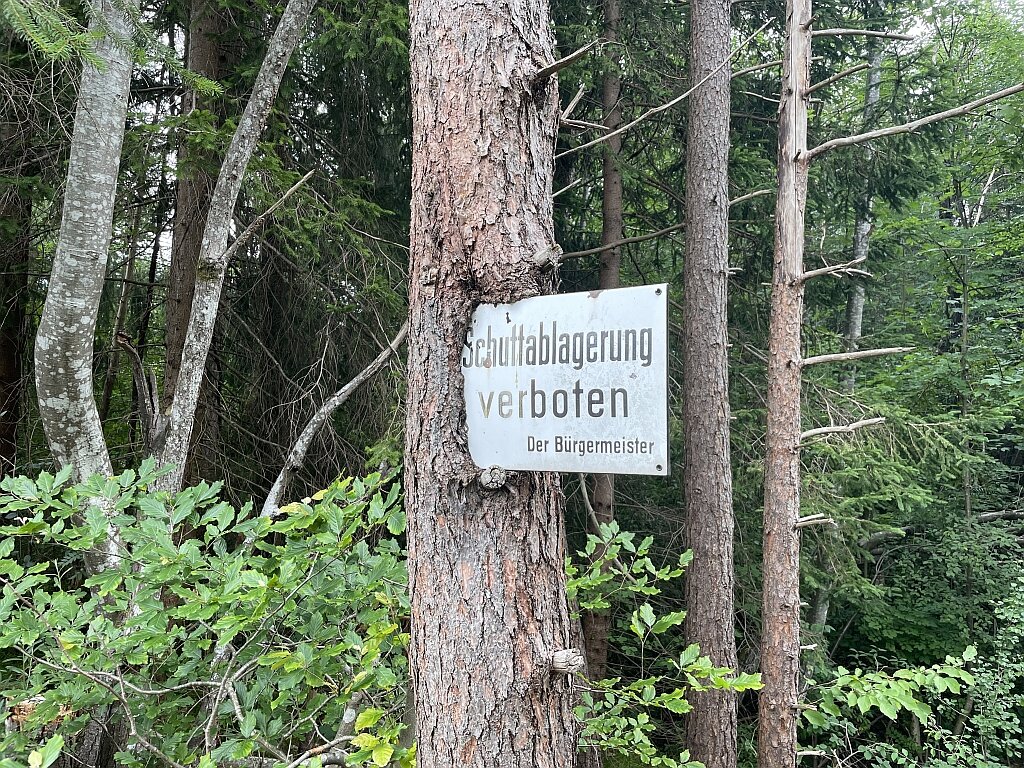 Schuttablagerung
verboten
Der Bürgermeister